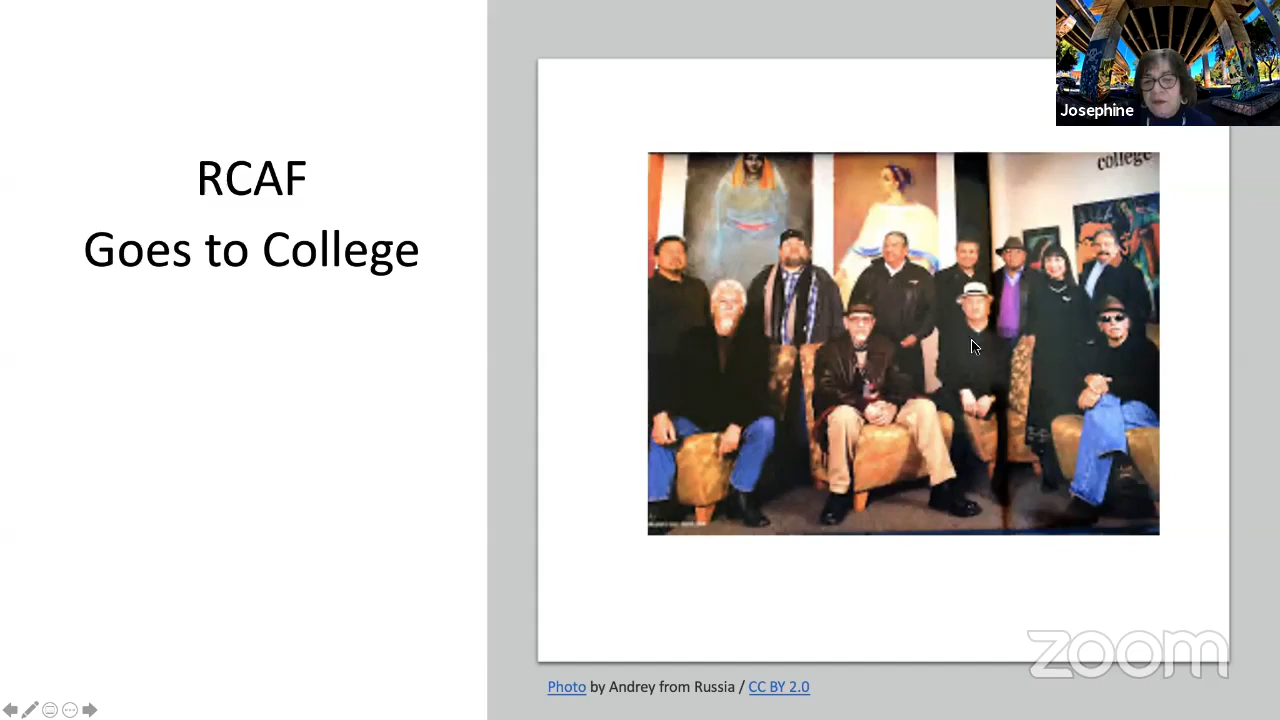 RCAF
Goes to College
college
Josephine
zoom
Photo by Andrey from Russia / CC BY 2.0